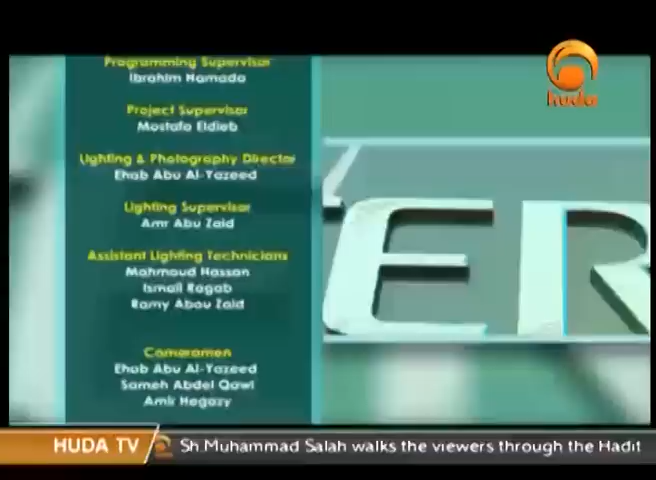 Programming Supervisor
Ibrahim Hamada
Project Supervisor
Mostafa Eldieb
Lighting & Photography Director
Ehab Abu Al-Yazeed
Lighting Supervisor
Amr Abu Zaid
Assistant Lighting Technicians
Mahmoud Hassan
Ismail Ragab
Ramy Abou Zaid
Cameramen
Ehab Abu Al-Yazeed
Sameh Abdel Qawi
Amir Hegazy
huda
ER
HUDA TV
Sh.Muhammad Salah walks the viewers through the Hadit